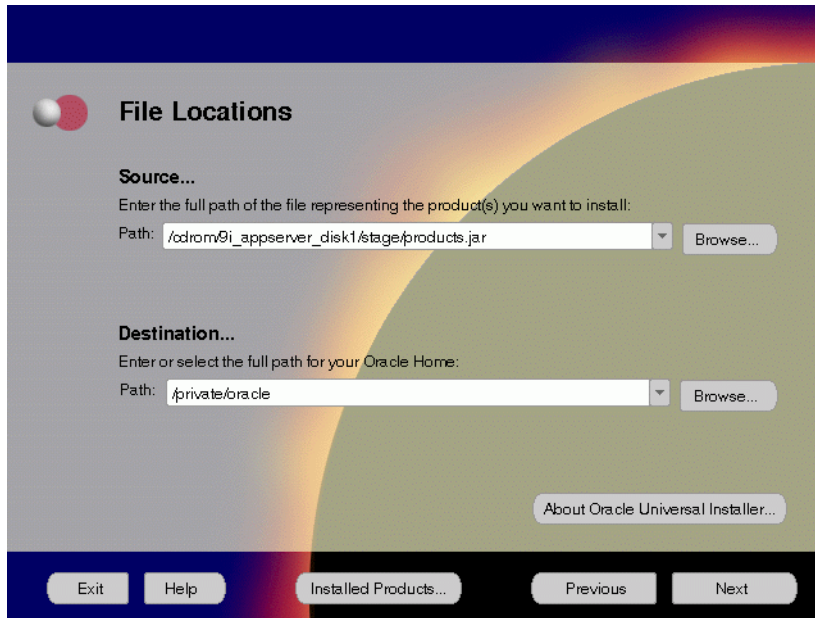 File Locations
Source...
Enter the full path of the file representing the product(s) you want to install:
Path: /cdrom/9i_appserver_disk1/stage/products.jar Browse...
Destination...
Enter or select the full path for your Oracle Home:
Path: /private/oracle Browse...
About Oracle Universal Installer...
Exit Help Installed Products... Previous Next